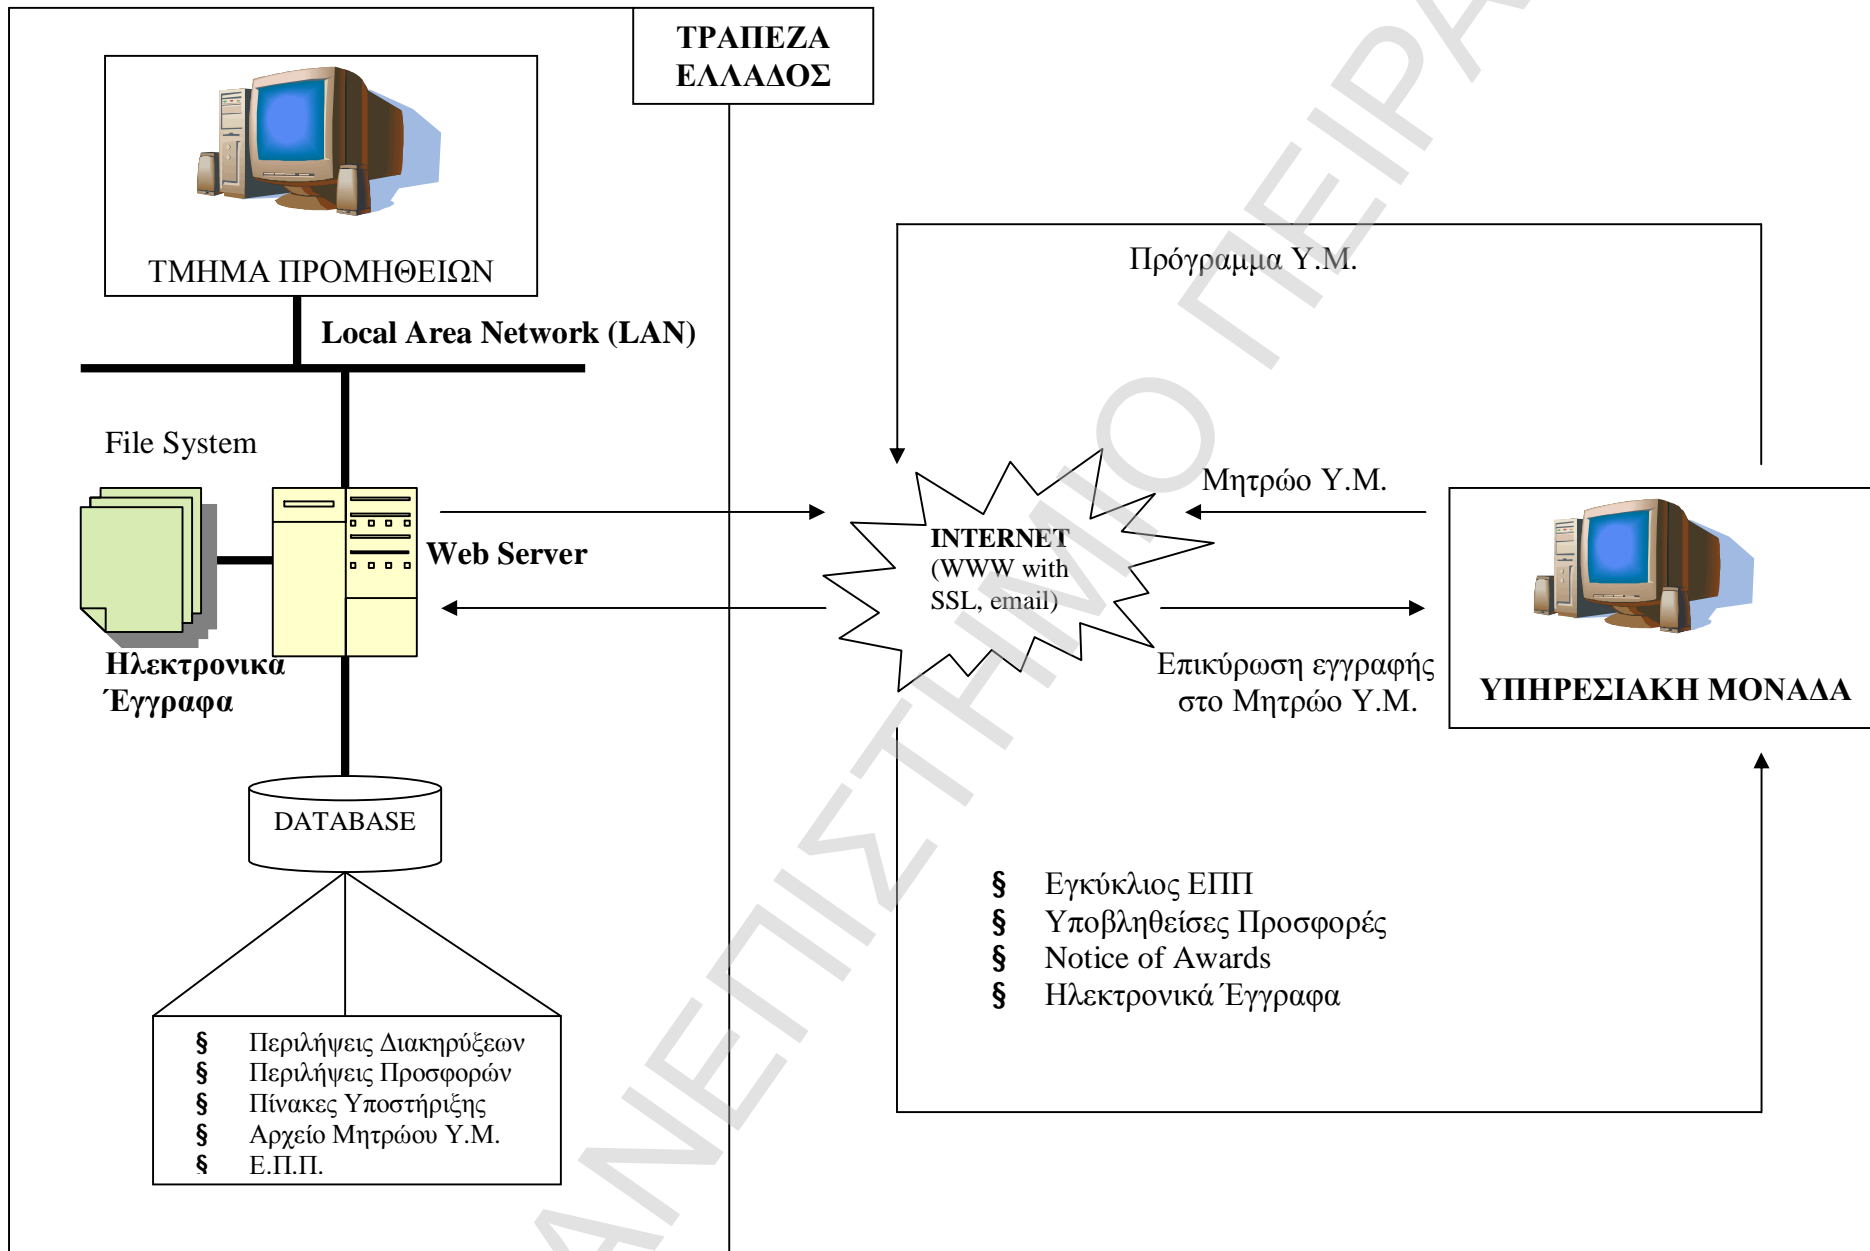 ΤΡΑΠΕΖΑ
ΕΛΛΑΔΟΣ
ΤΜΗΜΑ ΠΡΟΜΗΘΕΙΩΝ
Local Area Network (LAN)
File System
Web Server
Ηλεκτρονικά
Έγγραφα
DATABASE
§ Περιλήψεις Διακηρύξεων
§ Περιλήψεις Προσφορών
§ Πίνακες Υποστήριξης
§ Αρχείο Μητρώου Υ.Μ.
§ Ε.Π.Π.
Πρόγραμμα Υ.Μ.
Μητρώο Υ.Μ.
INTERNET
(WWW with
SSL, email)
Επικύρωση εγγραφής
στο Μητρώο Υ.Μ.
ΥΠΗΡΕΣΙΑΚΗ ΜΟΝΑΔΑ
§ Εγκύκλιος ΕΠΠ
§ Υποβληθείσες Προσφορές
§ Notice of Awards
§ Ηλεκτρονικά Έγγραφα
ΑΝΕΠΙΣΤΗΜΙΟ ΠΕΙΡΑ